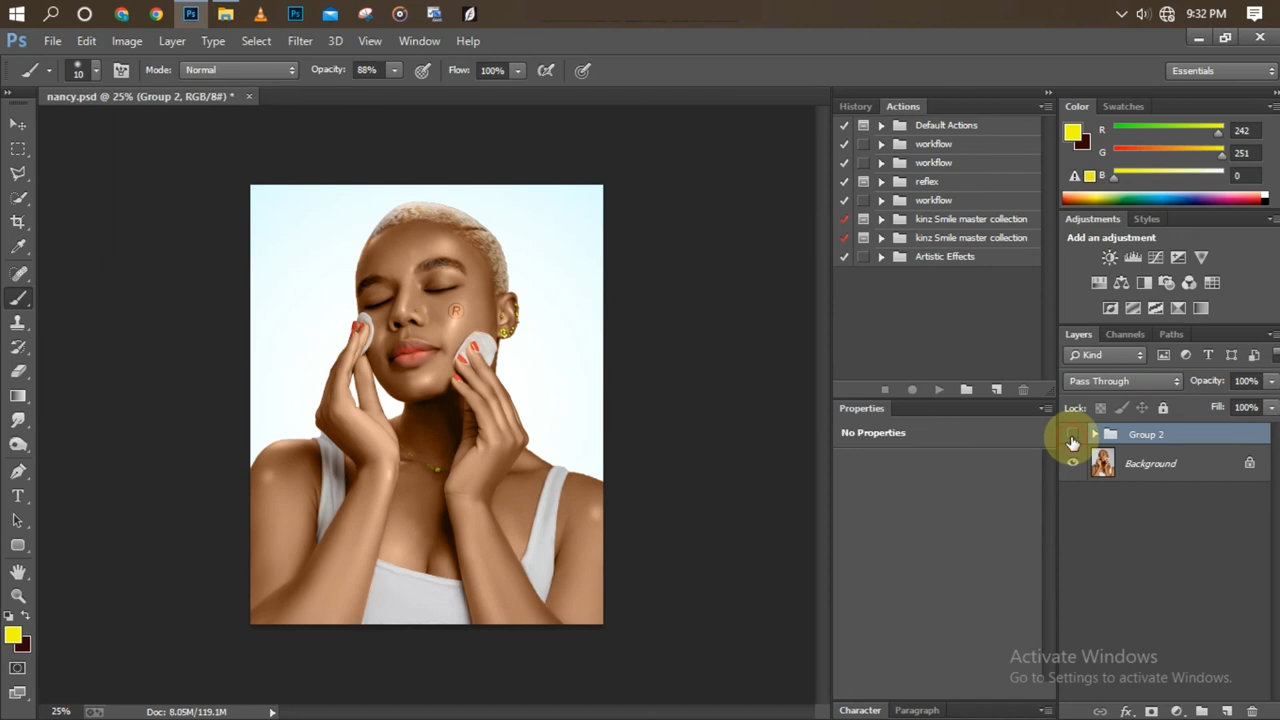 9:32 PM
Ps File Edit Image Layer Type Select Filter 3D View Window Help
10 Mode: Normal Opacity: 88% Flow: 100% Essentials
nancy.psd @ 25% (Group 2, RGB/8#) * ×
History Actions
Default Actions
workflow
workflow
reflex
workflow
kinz Smile master collection
kinz Smile master collection
Artistic Effects
Properties
No Properties
Character Paragraph
Color Swatches
R 242
G 251
B 0
Adjustments Styles
Add an adjustment
Layers Channels Paths
Kind
Pass Through Opacity: 100%
Lock: Fill: 100%
Group 2
Background
®
Activate Windows
Go to Settings to activate Windows.
25% Doc: 8.05M/119.1M